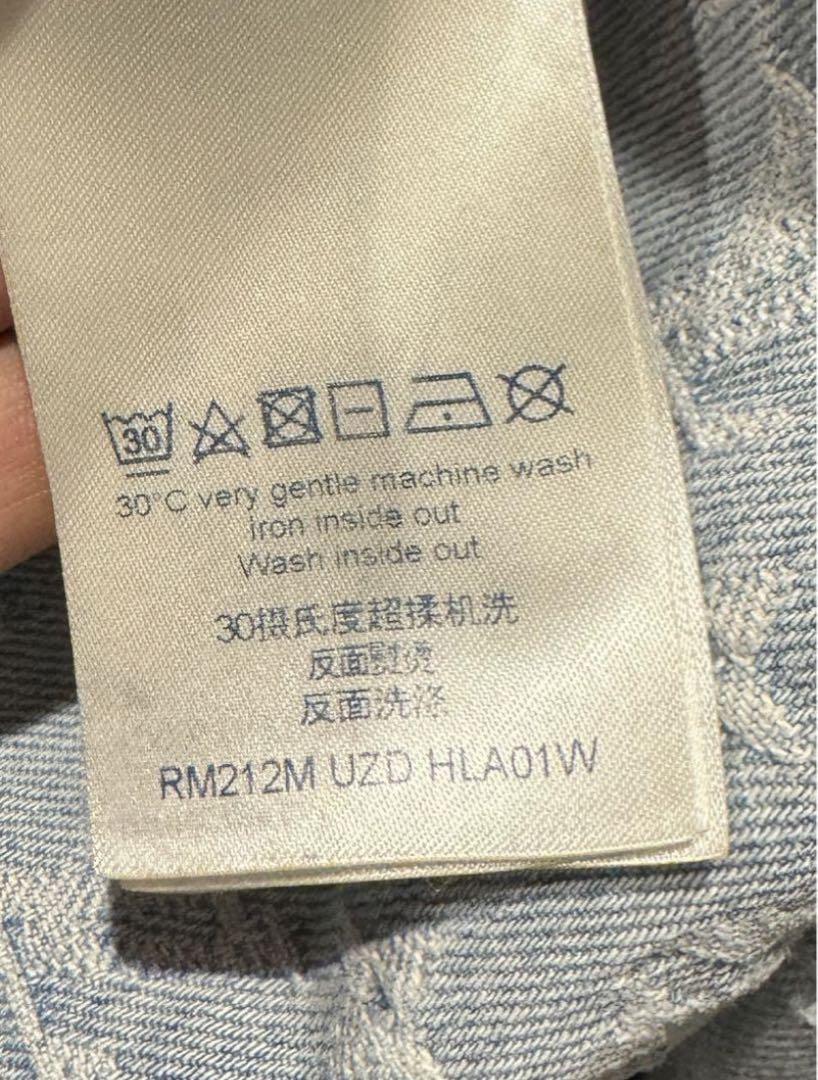 30
30°C very gentle machine wash
Iron inside out
Wash inside out
30摄氏度超揉机洗
反面熨烫
反面洗涤
RM212M UZD HLA01W